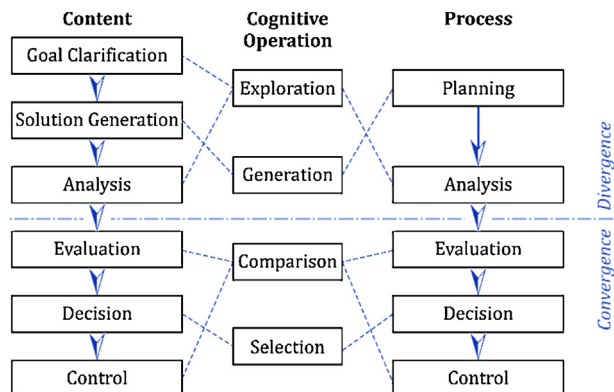 Content
Cognitive
Operation
Process
Goal Clarification
Exploration
Planning
Solution Generation
Generation
Analysis
Analysis
Divergence
Evaluation
Comparison
Evaluation
Decision
Selection
Decision
Control
Control
Convergence